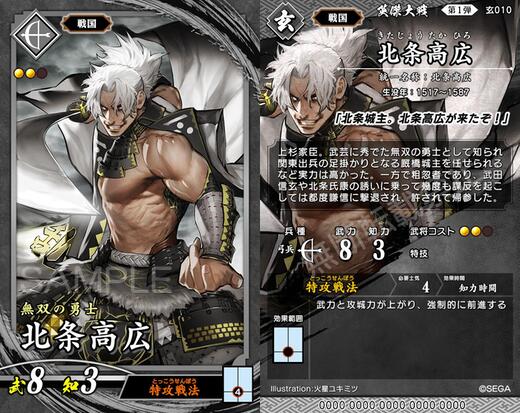 戦国
SAMPLE
無双の勇士
北条高広
武8 知3
とっこうせんぽう
特攻戦法
4
玄
戦国
英傑大戦
第1弾
玄010
きたじょうたか ひろ
北条高広
統一名称：北条高広
生没年：1517～1587
「北条城主。北条高広が来たぞ！」
上杉家臣。武芸に秀でた無双の勇士として知られ
関東出兵の足掛かりとなる厩橋城主を任せられる
など実力は高かった。一方で相忍者であり、武田
信玄や北条氏康の誘いに乗って幾度も謀反を起こ
しては都度謙信に撃退され、許されて帰参した。
兵種 武力 知力 武将コスト
弓兵 8 3 特技
とっこうせんぽう 必要士気 効果時間
特攻戦法 4 知力時間
武力と攻城力が上がり、強制的に前進する
効果範囲
Illustration:火星ユキミツ
©SEGA
0000-0000-0000-0000-0000